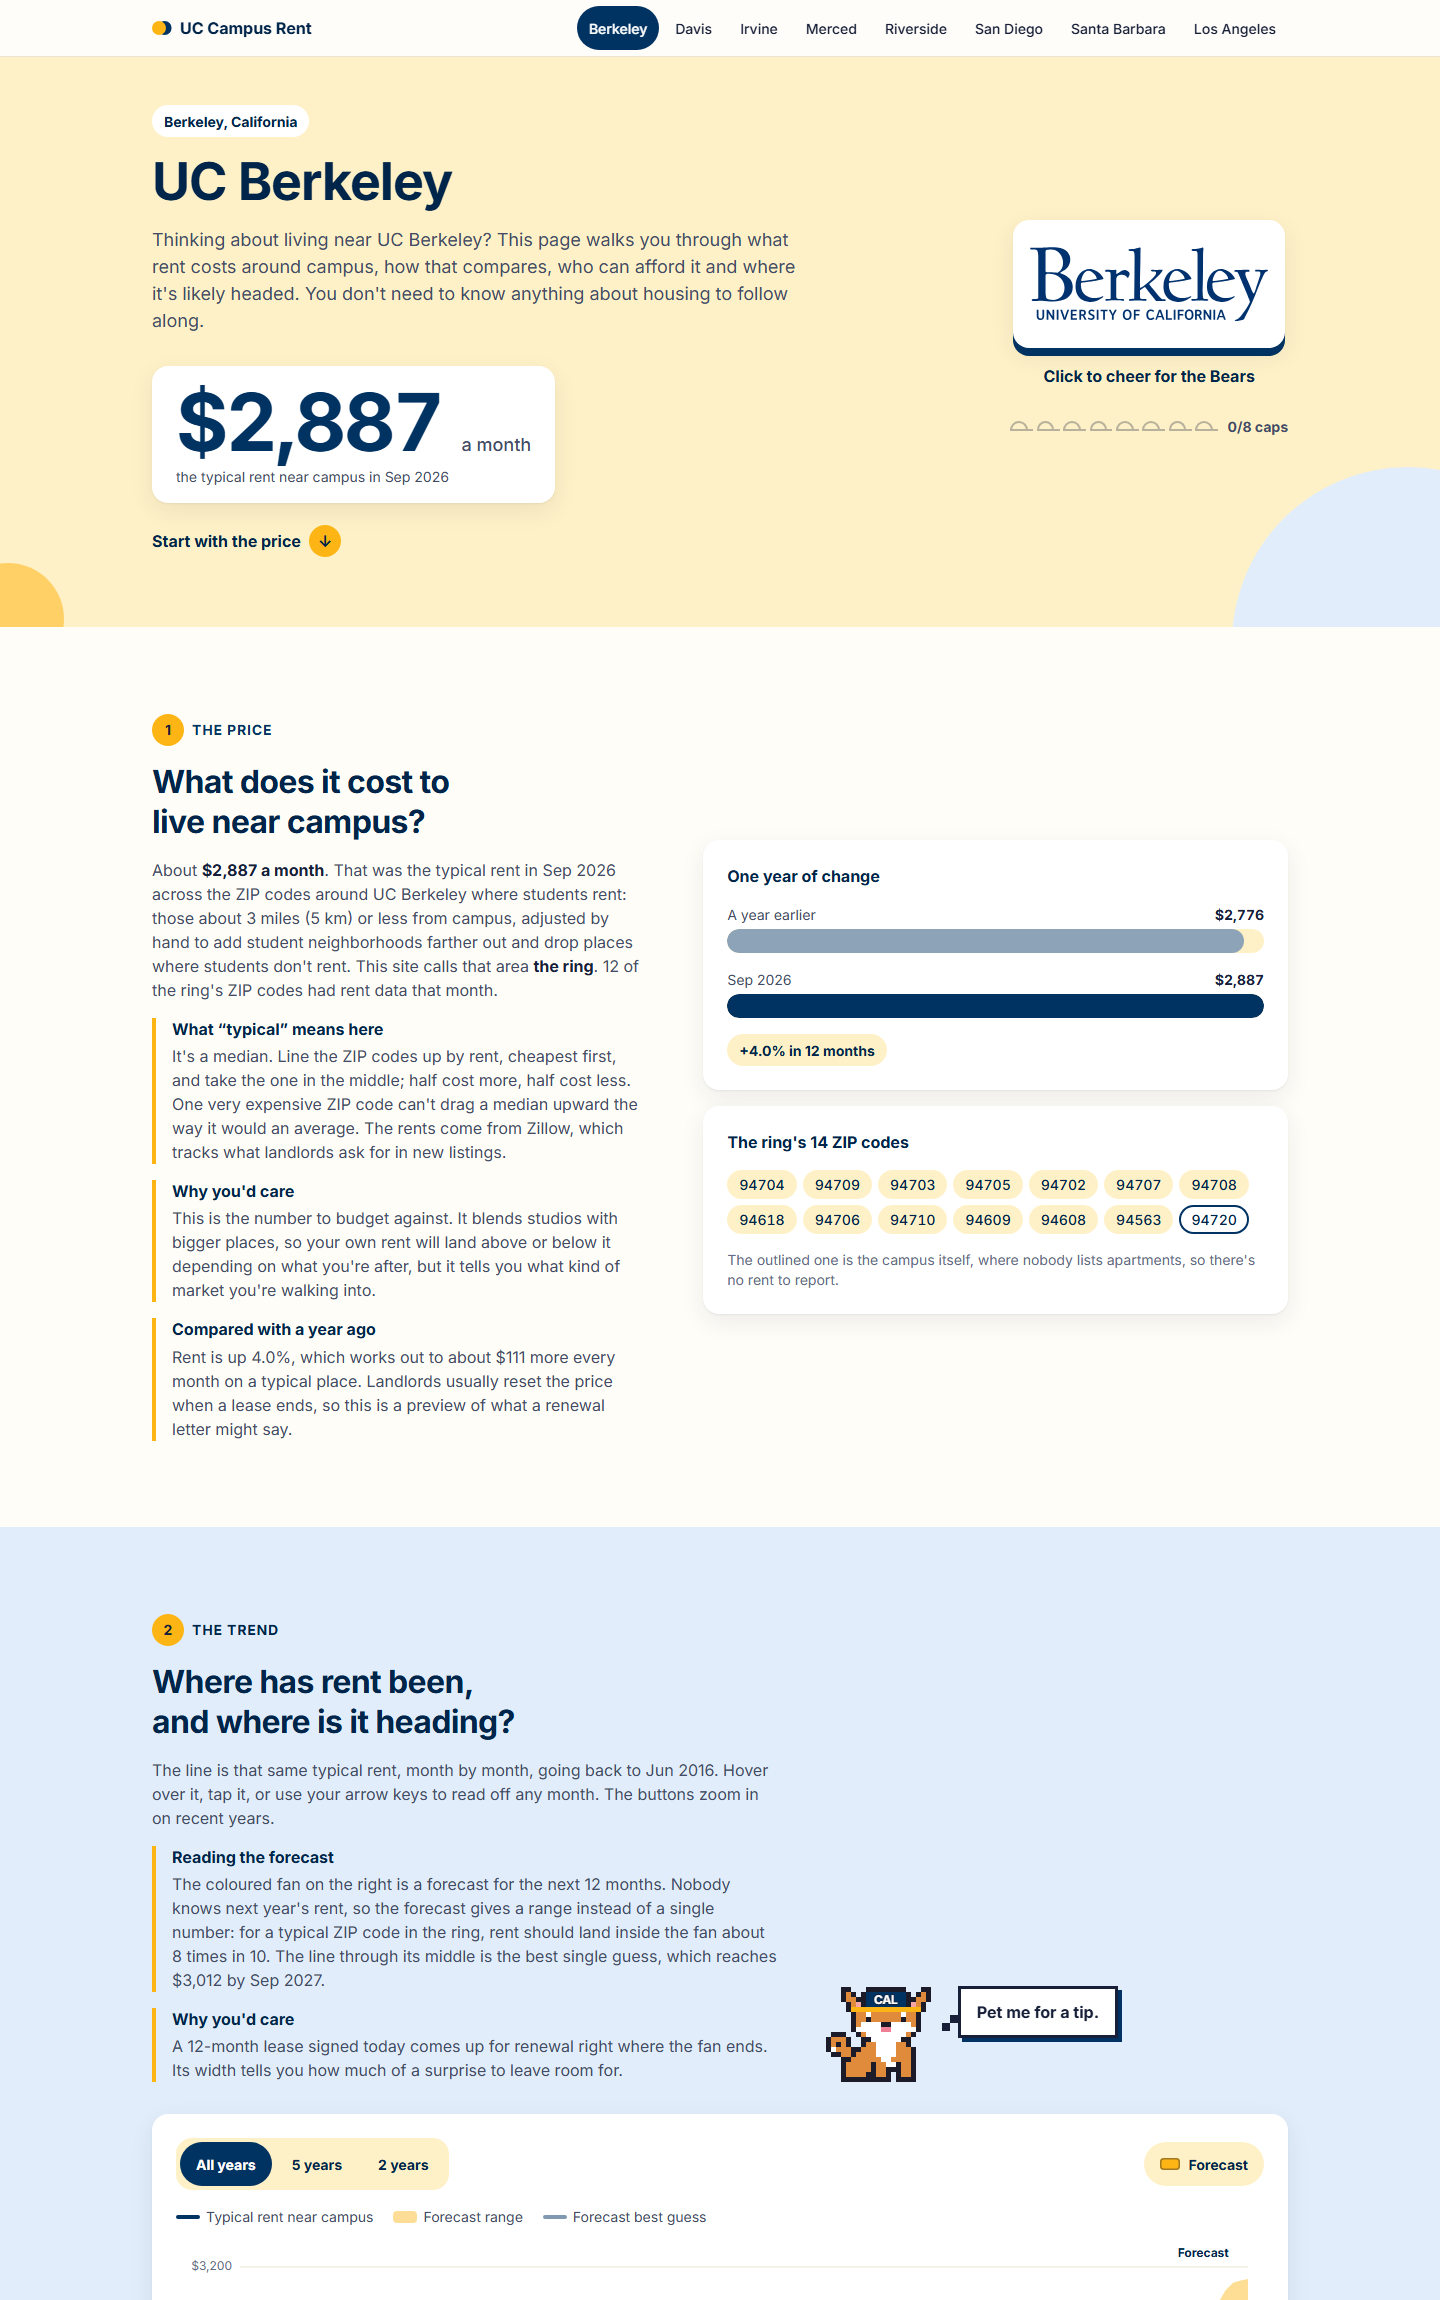 UC Campus Rent
Berkeley Davis Irvine Merced Riverside San Diego Santa Barbara Los Angeles
Berkeley, California
UC Berkeley
Thinking about living near UC Berkeley? This page walks you through what
rent costs around campus, how that compares, who can afford it and where
it's likely headed. You don't need to know anything about housing to follow
along.
$2,887 a month
the typical rent near campus in Sep 2026
Start with the price
Berkeley
UNIVERSITY OF CALIFORNIA
Click to cheer for the Bears
0/8 caps
1 THE PRICE
What does it cost to
live near campus?
About $2,887 a month. That was the typical rent in Sep 2026
across the ZIP codes around UC Berkeley where students rent:
those about 3 miles (5 km) or less from campus, adjusted by
hand to add student neighborhoods farther out and drop places
where students don't rent. This site calls that area the ring. 12 of
the ring's ZIP codes had rent data that month.
What “typical” means here
It's a median. Line the ZIP codes up by rent, cheapest first,
and take the one in the middle; half cost more, half cost less.
One very expensive ZIP code can't drag a median upward the
way it would an average. The rents come from Zillow, which
tracks what landlords ask for in new listings.
Why you'd care
This is the number to budget against. It blends studios with
bigger places, so your own rent will land above or below it
depending on what you're after, but it tells you what kind of
market you're walking into.
Compared with a year ago
Rent is up 4.0%, which works out to about $111 more every
month on a typical place. Landlords usually reset the price
when a lease ends, so this is a preview of what a renewal
letter might say.
One year of change
A year earlier $2,776
Sep 2026 $2,887
+4.0% in 12 months
The ring's 14 ZIP codes
94704 94709 94703 94705 94702 94707 94708
94618 94706 94710 94609 94608 94563 94720
The outlined one is the campus itself, where nobody lists apartments, so there's
no rent to report.
2 THE TREND
Where has rent been,
and where is it heading?
The line is that same typical rent, month by month, going back to Jun 2016. Hover
over it, tap it, or use your arrow keys to read off any month. The buttons zoom in
on recent years.
Reading the forecast
The coloured fan on the right is a forecast for the next 12 months. Nobody
knows next year's rent, so the forecast gives a range instead of a single
number: for a typical ZIP code in the ring, rent should land inside the fan about
8 times in 10. The line through its middle is the best single guess, which reaches
$3,012 by Sep 2027.
Why you'd care
A 12-month lease signed today comes up for renewal right where the fan ends.
Its width tells you how much of a surprise to leave room for.
CAL
Pet me for a tip.
All years 5 years 2 years
Forecast
Typical rent near campus Forecast range Forecast best guess
Forecast
$3,200